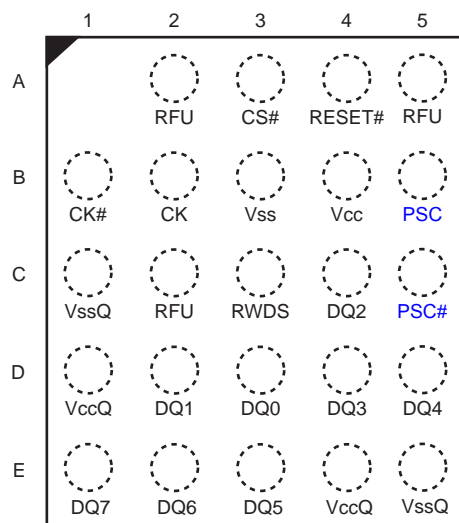 1 2 3 4 5
A
RFU CS# RESET# RFU
B
CK# CK Vss Vcc PSC
C
VssQ RFU RWDS DQ2 PSC#
D
VccQ DQ1 DQ0 DQ3 DQ4
E
DQ7 DQ6 DQ5 VccQ VssQ